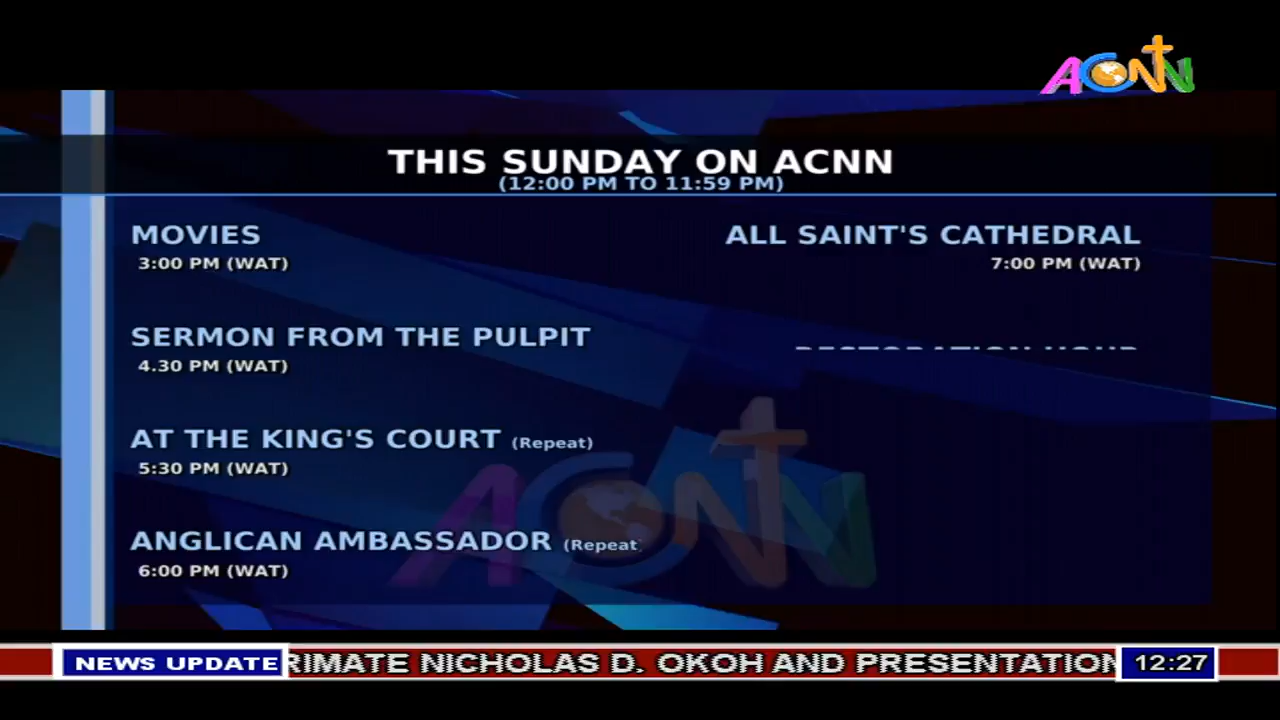 ACNN
THIS SUNDAY ON ACNN
(12:00 PM TO 11:59 PM)
MOVIES
3:00 PM (WAT)
SERMON FROM THE PULPIT
4.30 PM (WAT)
AT THE KING'S COURT (Repeat)
5:30 PM (WAT)
ANGLICAN AMBASSADOR (Repeat
6:00 PM (WAT)
ALL SAINT'S CATHEDRAL
7:00 PM (WAT)
ACNN
NEWS UPDATE RIMATE NICHOLAS D. OKOH AND PRESENTATION 12:27